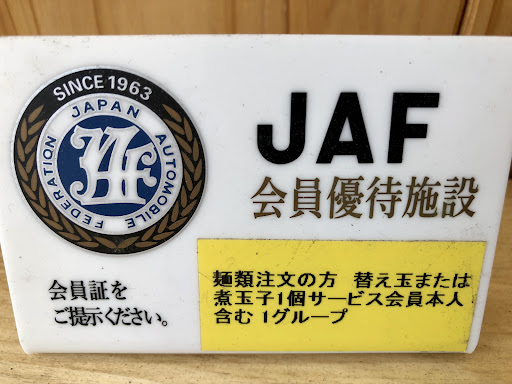 SINCE 1963
JAPAN AUTOMOBILE FEDERATION
JAF
JAF
会員優待施設
会員証を
ご提示ください。
麺類注文の方 替え玉または
煮玉子1個サービス会員本人
含む 1グループ